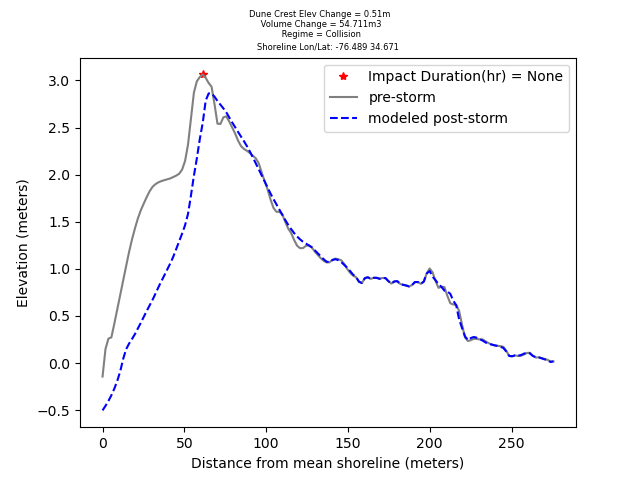 Dune Crest Elev Change = 0.51m
Volume Change = 54.711m3
Regime = Collision
Shoreline Lon/Lat: -76.489 34.671
Impact Duration(hr) = None
pre-storm
modeled post-storm
3.0
2.5
2.0
1.5
1.0
0.5
0.0
−0.5
Elevation (meters)
0 50 100 150 200 250
Distance from mean shoreline (meters)